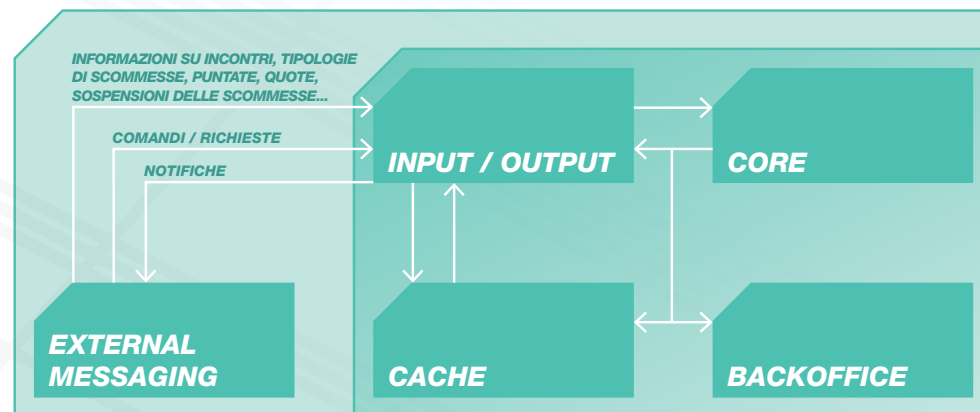 INFORMAZIONI SU INCONTRI, TIPOLOGIE
DI SCOMMESSE, PUNTATE, QUOTE,
SOSPENSIONI DELLE SCOMMESSE...
COMANDI / RICHIESTE
NOTIFICHE
INPUT / OUTPUT
CORE
EXTERNAL
MESSAGING
CACHE
BACKOFFICE